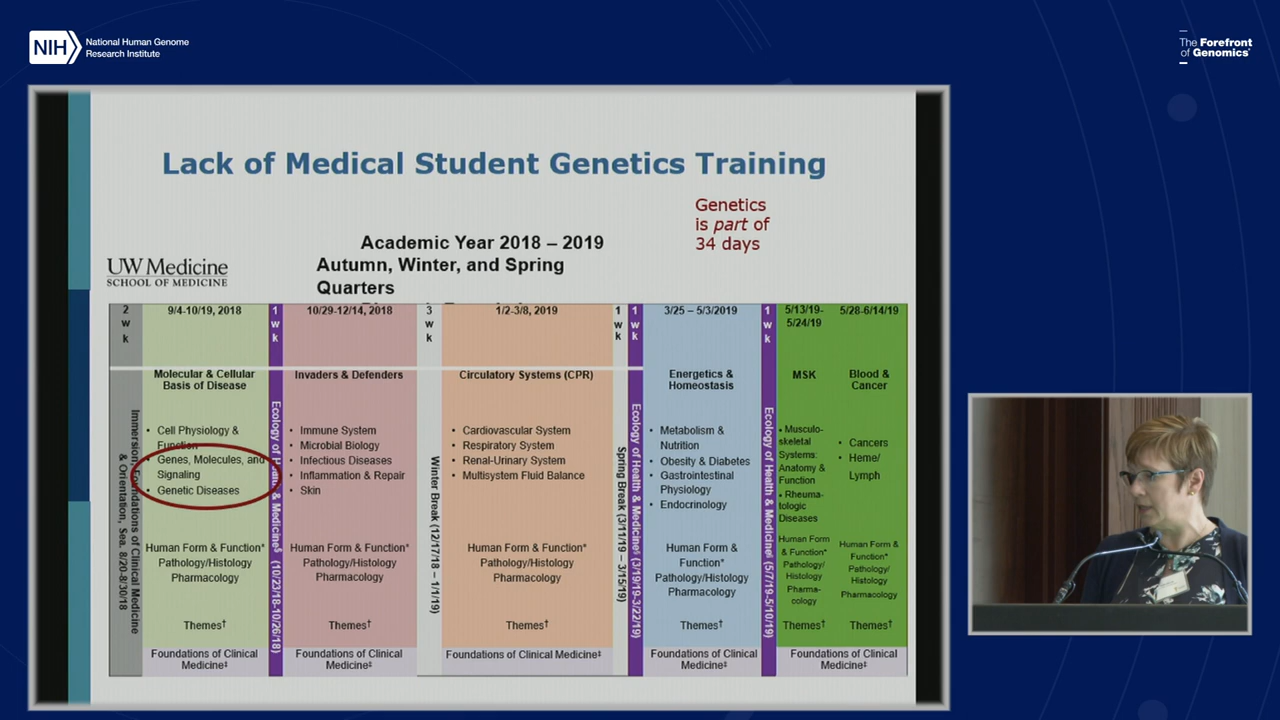 NIH
National Human Genome
Research Institute
The Forefront
of Genomics®
Lack of Medical Student Genetics Training
Genetics
is part of
34 days
Academic Year 2018 – 2019
Autumn, Winter, and Spring
Quarters
UW Medicine
SCHOOL OF MEDICINE
2 wk
Immersion: Foundations of Clinical Medicine
& Orientation, Sea. 8/20-8/30/18
9/4-10/19, 2018
Molecular & Cellular
Basis of Disease
• Cell Physiology &
Function
• Genes, Molecules, and
Signaling
• Genetic Diseases
Human Form & Function*
Pathology/Histology
Pharmacology
Themes†
Foundations of Clinical
Medicine‡
1 wk
Ecology of Health & Medicine§ (10/23/18-10/26/18)
10/29-12/14, 2018
Invaders & Defenders
• Immune System
• Microbial Biology
• Infectious Diseases
• Inflammation & Repair
• Skin
Human Form & Function*
Pathology/Histology
Pharmacology
Themes†
Foundations of Clinical
Medicine‡
3 wk
Winter Break (12/17/18 – 1/1/19)
1/2-3/8, 2019
Circulatory Systems (CPR)
• Cardiovascular System
• Respiratory System
• Renal-Urinary System
• Multisystem Fluid Balance
Human Form & Function*
Pathology/Histology
Pharmacology
Themes†
Foundations of Clinical Medicine‡
1 wk
Spring Break (3/11/19 – 3/15/19)
1 wk
Ecology of Health & Medicine§ (3/19/19-3/22/19)
3/25 – 5/3/2019
Energetics &
Homeostasis
• Metabolism &
Nutrition
• Obesity & Diabetes
• Gastrointestinal
Physiology
• Endocrinology
Human Form &
Function*
Pathology/Histology
Pharmacology
Themes†
Foundations of Clinical
Medicine‡
1 wk
Ecology of Health & Medicine§ (5/7/19-5/10/19)
5/13/19-
5/24/19
MSK
• Musculo-
skeletal
Systems:
Anatomy &
Function
• Rheuma-
tologic
Diseases
Human Form
& Function*
Pathology/
Histology
Pharma-
cology
Themes†
5/28-6/14/19
Blood &
Cancer
• Cancers
• Heme/
Lymph
Human Form &
Function*
Pathology/
Histology
Pharmacology
Themes†
Foundations of Clinical
Medicine‡